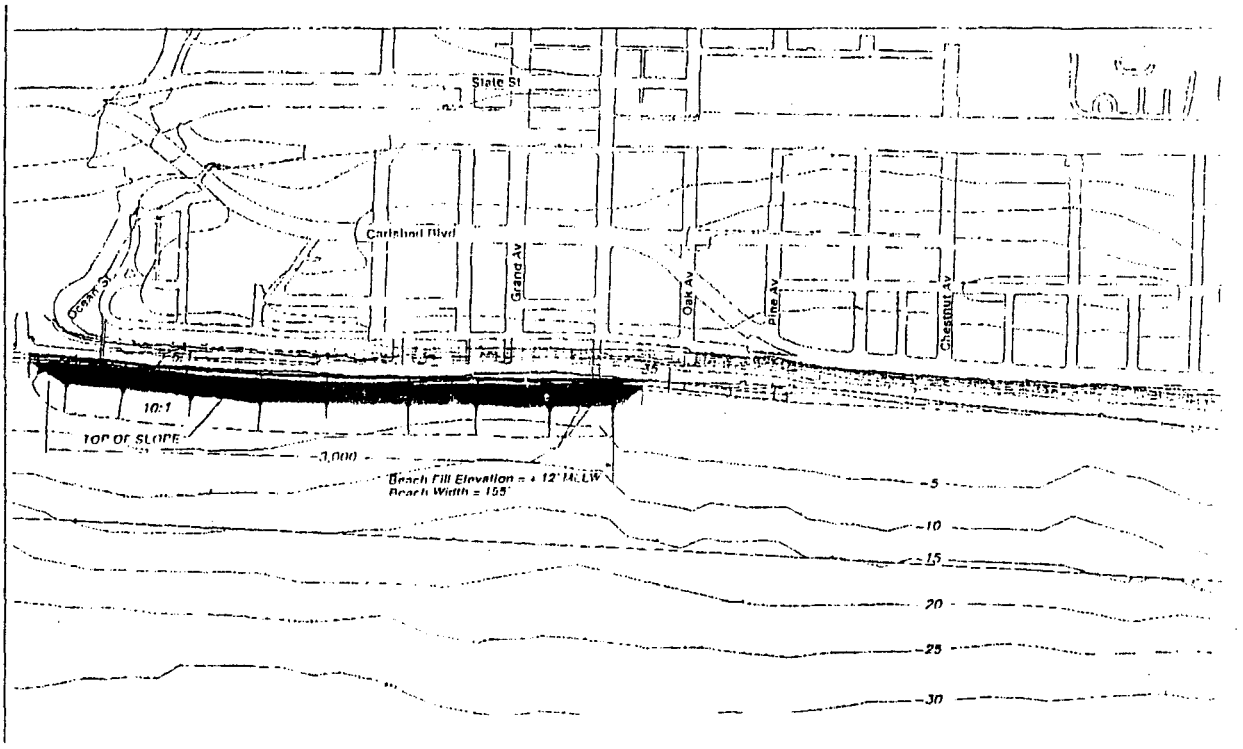 State St
Carlsbad Blvd
Ocean St.
Grand Av
Oak Av
Pine Av
Chestnut Av
10:1
TOP OF SLOPE
~3,000
Beach Fill Elevation = + 12' MLLW
Beach Width = 155'
-5
-10
-15
-20
-25
-30